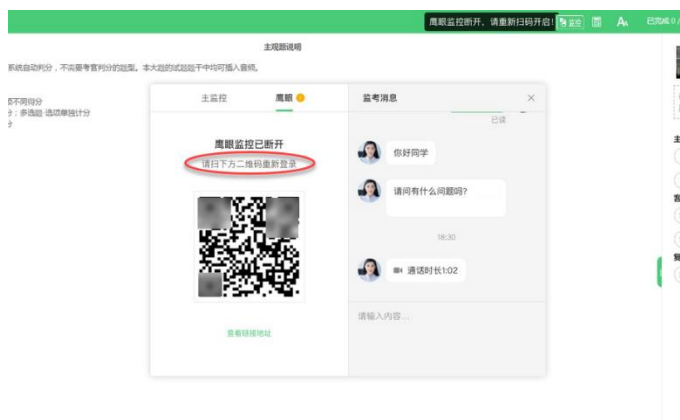 鹰眼监控断开，请重新扫码开启!
监控
已完成 0 /
主观题说明
系统自动判分，不需要考官判分的题型。本大题的试题题干中均可插入音频。
分；多选题 选项单独计分
主监控
鹰眼
监考消息
已读
鹰眼监控已断开
请扫下方二维码重新登录
你好同学
请问有什么问题吗?
18:30
通话时长1:02
查看链接地址
请输入内容...